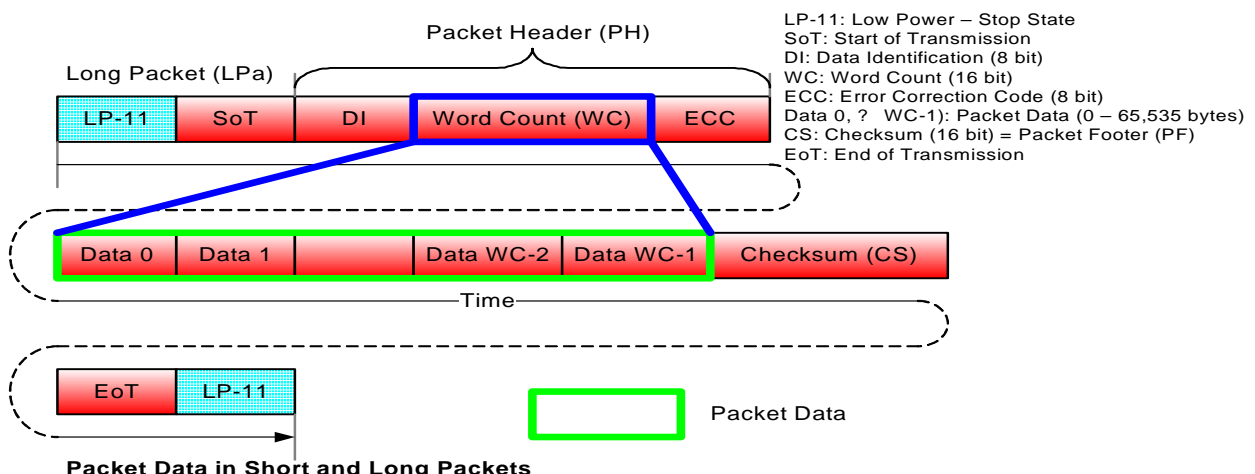 Packet Header (PH)
Long Packet (LPa)
LP-11 SoT DI Word Count (WC) ECC
LP-11: Low Power – Stop State
SoT: Start of Transmission
DI: Data Identification (8 bit)
WC: Word Count (16 bit)
ECC: Error Correction Code (8 bit)
Data 0, ? WC-1): Packet Data (0 – 65,535 bytes)
CS: Checksum (16 bit) = Packet Footer (PF)
EoT: End of Transmission
Data 0 Data 1 Data WC-2 Data WC-1 Checksum (CS)
Time
EoT LP-11
Packet Data
Packet Data in Short and Long Packets